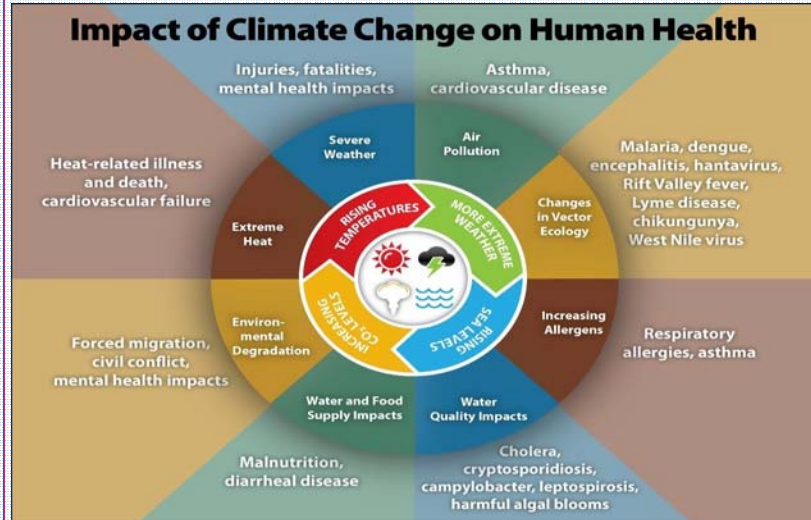 Impact of Climate Change on Human Health
Injuries, fatalities,
mental health impacts
Asthma,
cardiovascular disease
Severe
Weather
Air
Pollution
Heat-related illness
and death,
cardiovascular failure
Malaria, dengue,
encephalitis, hantavirus,
Rift Valley fever,
Lyme disease,
chikungunya,
West Nile virus
Extreme
Heat
RISING
TEMPERATURES
MORE EXTREME
WEATHER
Changes
in Vector
Ecology
Forced migration,
civil conflict,
mental health impacts
Environ-
mental
Degradation
INCREASING
CO₂ LEVELS
RISING
SEA LEVELS
Increasing
Allergens
Respiratory
allergies, asthma
Water and Food
Supply Impacts
Water
Quality Impacts
Malnutrition,
diarrheal disease
Cholera,
cryptosporidiosis,
campylobacter, leptospirosis,
harmful algal blooms